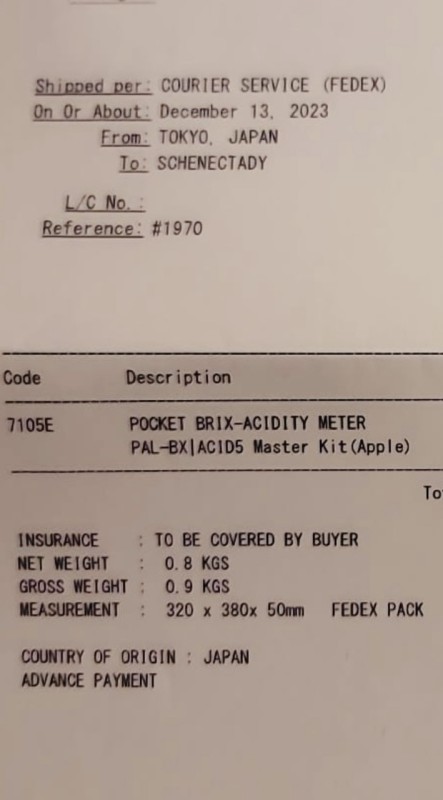 Shipped per: COURIER SERVICE (FEDEX)
On Or About: December 13, 2023
From: TOKYO, JAPAN
To: SCHENECTADY
L/C No. :
Reference: #1970
Code Description
7105E POCKET BRIX-ACIDITY METER
PAL-BX|ACID5 Master Kit(Apple)
To
INSURANCE : TO BE COVERED BY BUYER
NET WEIGHT : 0.8 KGS
GROSS WEIGHT : 0.9 KGS
MEASUREMENT : 320 x 380x 50mm FEDEX PACK
COUNTRY OF ORIGIN : JAPAN
ADVANCE PAYMENT